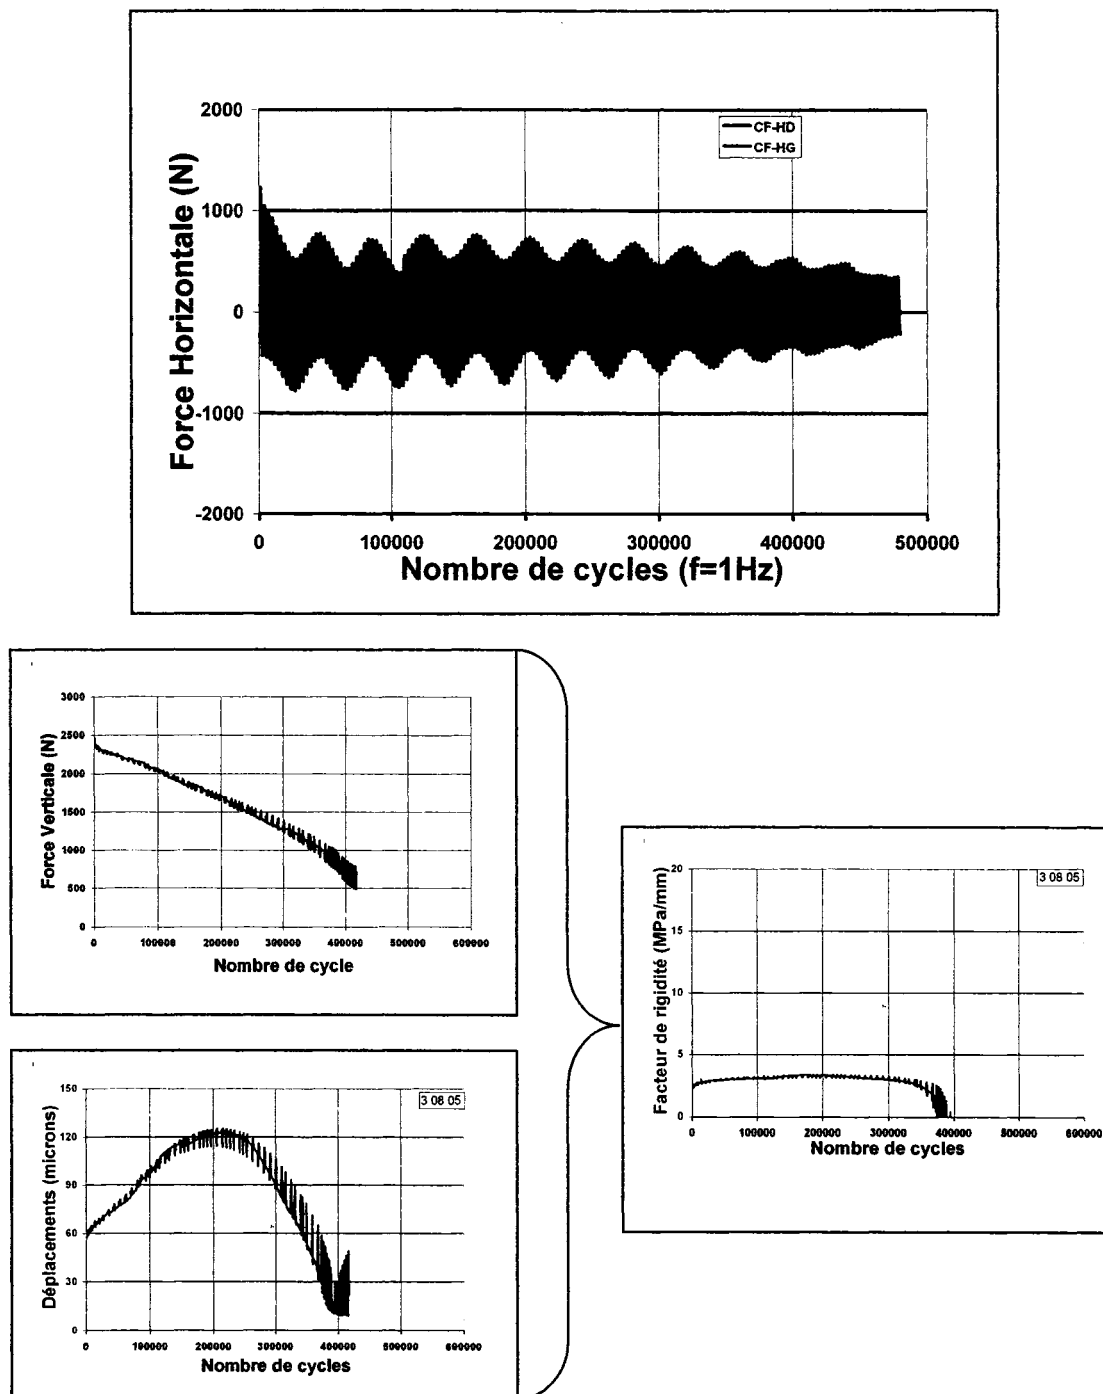 2000
1000
0
-1000
-2000
Force Horizontale (N)
CF-HD
CF-HG
0 100000 200000 300000 400000 500000
Nombre de cycles (f=1Hz)
3000
2500
2000
1500
1000
500
0
Force Verticale (N)
0 100000 200000 300000 400000 500000 600000
Nombre de cycle
20
15
10
5
0
Facteur de rigidité (MPa/mm)
3 08 05
0 100000 200000 300000 400000 500000 600000
Nombre de cycles
150
120
90
60
30
0
Déplacements (microns)
3 08 05
0 100000 200000 300000 400000 500000 600000
Nombre de cycles